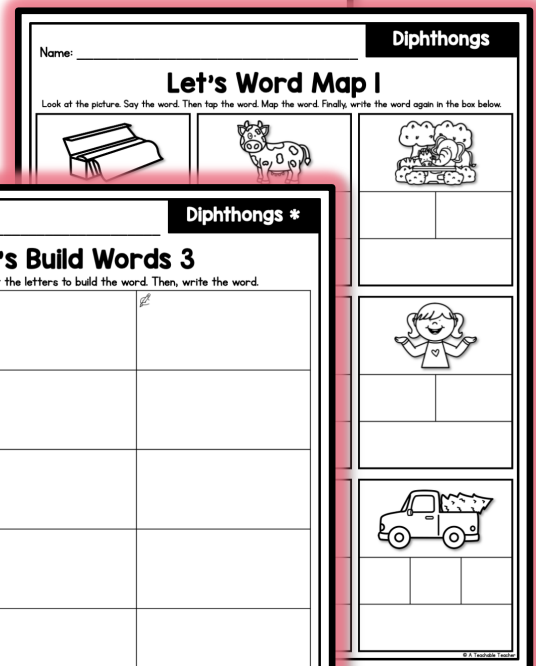 Diphthongs
Name:
Let's Word Map 1
Look at the picture. Say the word. Then tap the word. Map the word. Finally, write the word again in the box below.
Diphthongs *
's Build Words 3
the letters to build the word. Then, write the word.
© A Teachable Teacher